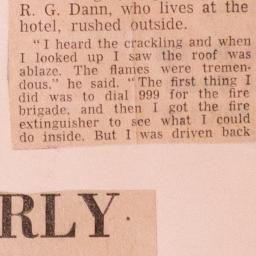 R. G. Dann, who lives at the
hotel, rushed outside.
"I heard the crackling and when
I looked up I saw the roof was
ablaze. The flames were tremen-
dous," he said. "The first thing I
did was to dial 999 for the fire
brigade, and then I got the fire
extinguisher to see what I could
do inside. But I was driven back
RLY.